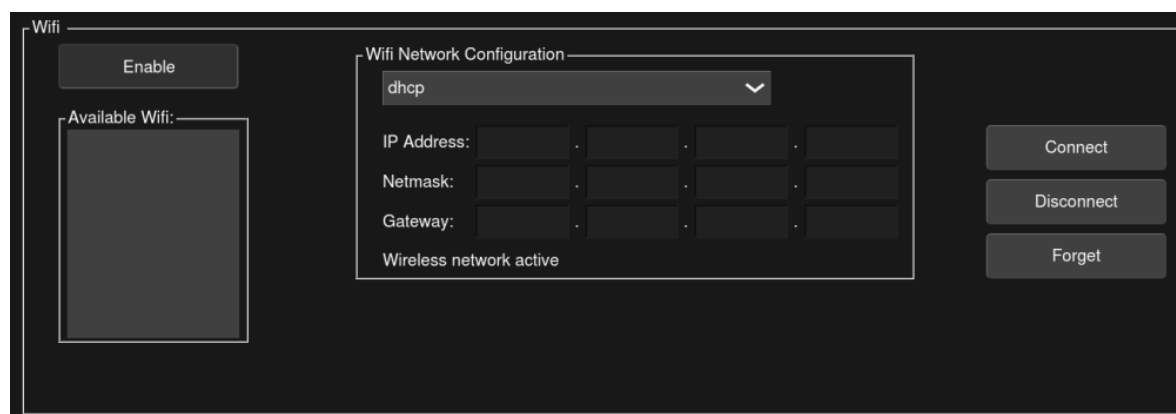 Wifi
Enable
Available Wifi:
Wifi Network Configuration
dhcp
IP Address: . . .
Netmask: . . .
Gateway: . . .
Wireless network active
Connect
Disconnect
Forget